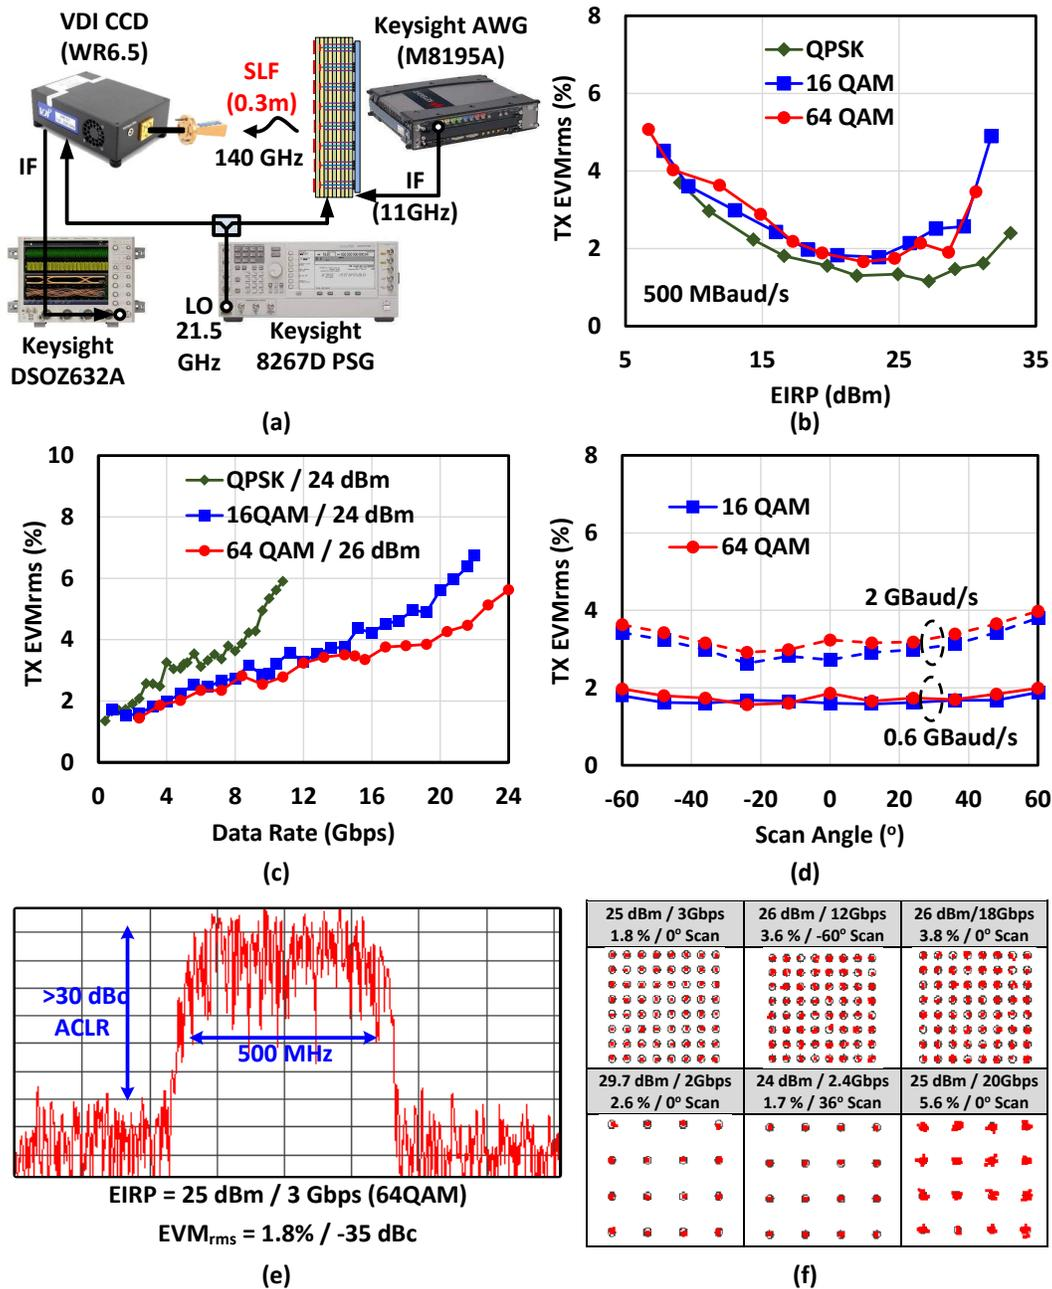 VDI CCD
(WR6.5)
Keysight AWG
(M8195A)
SLF
(0.3m)
140 GHz
IF
IF
(11GHz)
LO
21.5
GHz
Keysight
8267D PSG
Keysight
DSOZ632A
(a)
8
6
4
2
0
TX EVMrms (%)
QPSK
16 QAM
64 QAM
500 MBaud/s
5 15 25 35
EIRP (dBm)
(b)
10
8
6
4
2
0
TX EVMrms (%)
QPSK / 24 dBm
16QAM / 24 dBm
64 QAM / 26 dBm
0 4 8 12 16 20 24
Data Rate (Gbps)
(c)
8
6
4
2
0
TX EVMrms (%)
16 QAM
64 QAM
2 GBaud/s
0.6 GBaud/s
-60 -40 -20 0 20 40 60
Scan Angle (o)
(d)
>30 dBc
ACLR
500 MHz
EIRP = 25 dBm / 3 Gbps (64QAM)
EVMrms = 1.8% / -35 dBc
(e)
25 dBm / 3Gbps
1.8 % / 0o Scan
26 dBm / 12Gbps
3.6 % / -60o Scan
26 dBm/18Gbps
3.8 % / 0o Scan
29.7 dBm / 2Gbps
2.6 % / 0o Scan
24 dBm / 2.4Gbps
1.7 % / 36o Scan
25 dBm / 20Gbps
5.6 % / 0o Scan
(f)